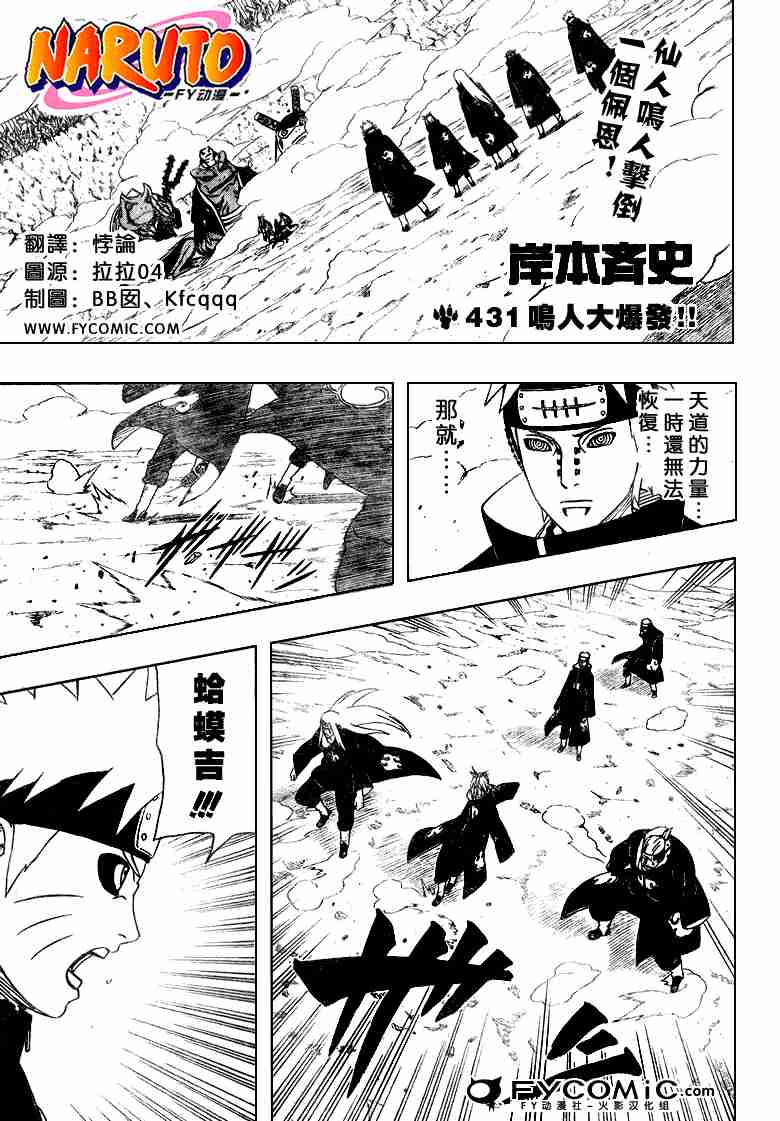 NARUTO
-FY动漫-
仙人鳴人擊倒
一個佩恩！
翻譯：悖論
圖源：拉拉04
制圖：BB囡、Kfcqqq
WWW.FYCOMIC.COM
岸本斉史
431鳴人大爆發!!
天道的力量…
一時還無法
恢復…
那就……
蛤蟆吉!!!
FYCOMiC.com
FY动漫社-火影汉化组